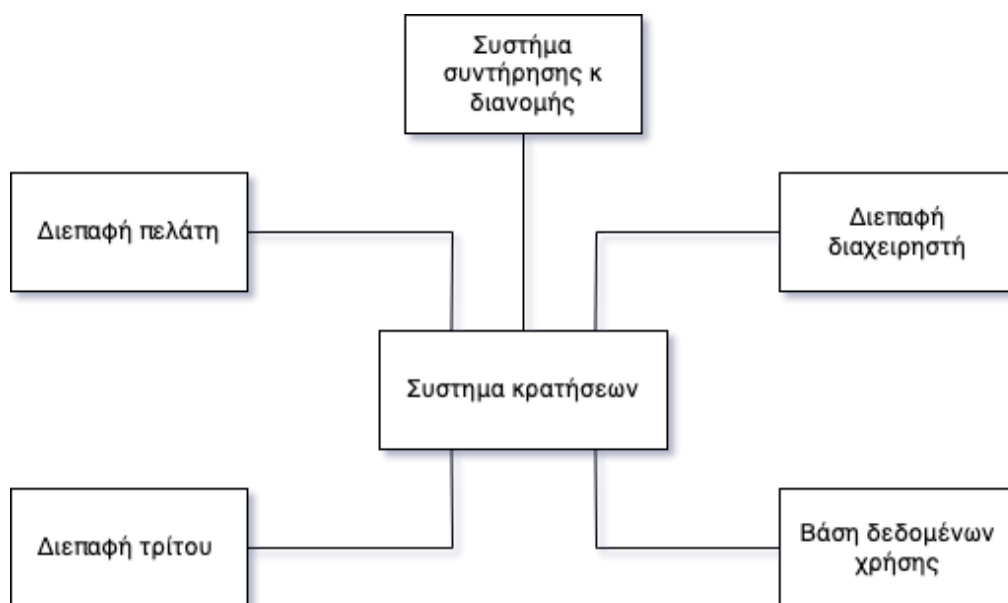 Συστήμα
συντήρησης κ
διανομής
Διεπαφή πελάτη
Διεπαφή
διαχειρηστή
Συστημα κρατήσεων
Διεπαφή τρίτου
Βάση δεδομένων
χρήσης